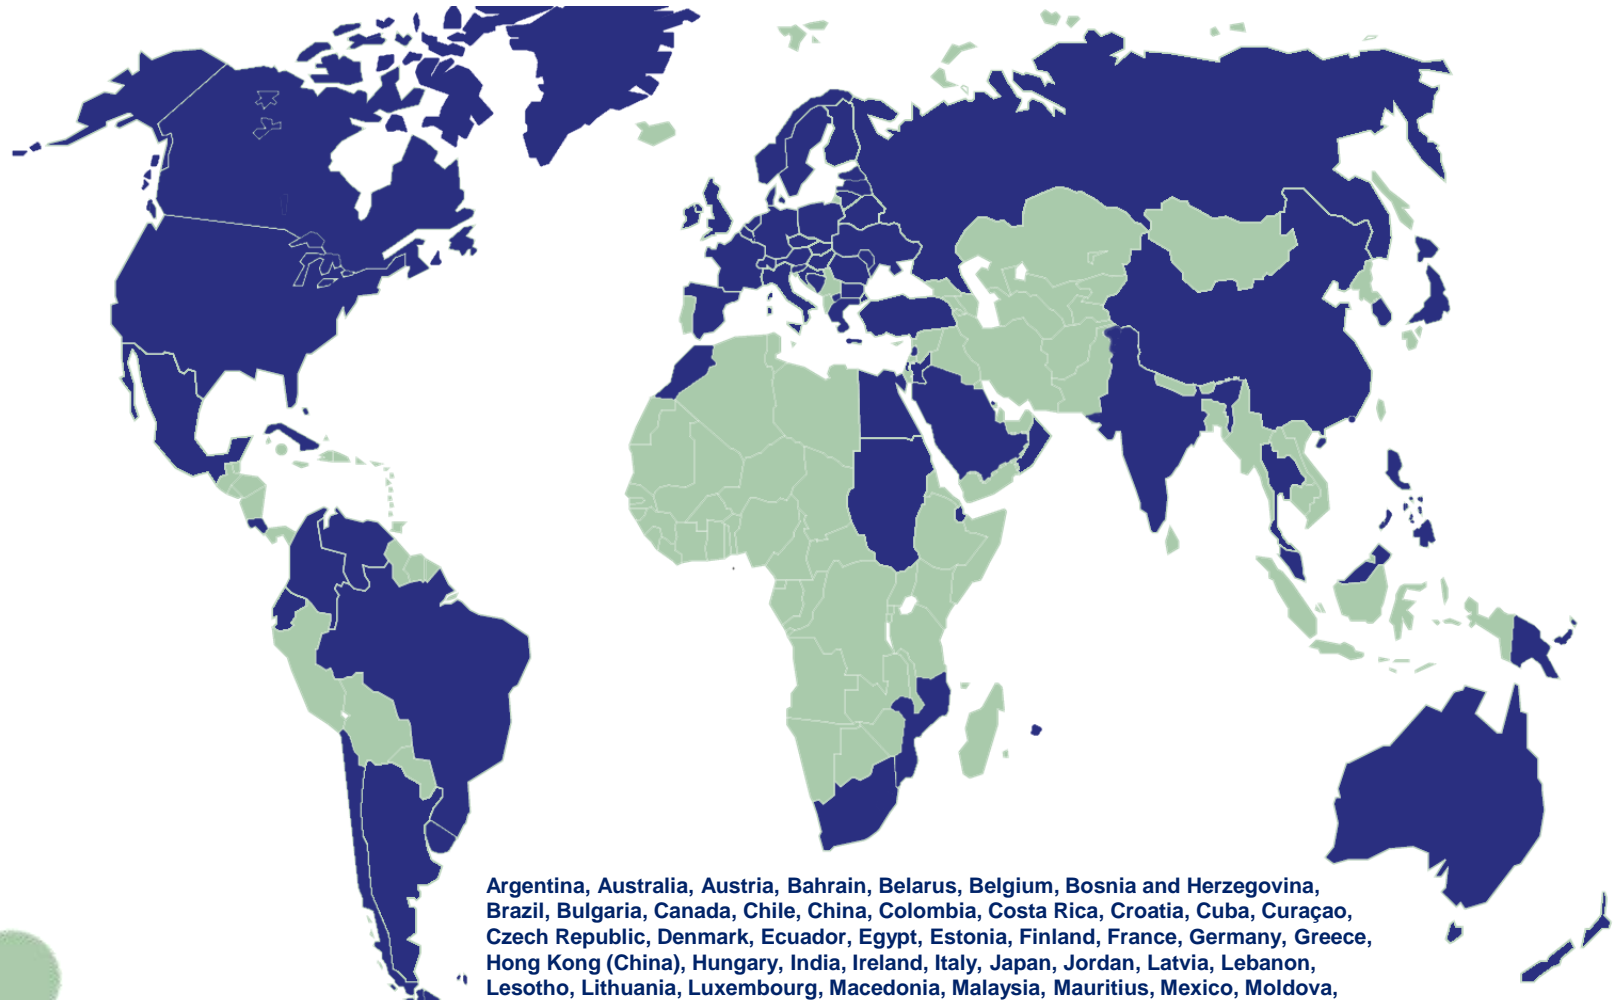 Argentina, Australia, Austria, Bahrain, Belarus, Belgium, Bosnia and Herzegovina,
Brazil, Bulgaria, Canada, Chile, China, Colombia, Costa Rica, Croatia, Cuba, Curaçao,
Czech Republic, Denmark, Ecuador, Egypt, Estonia, Finland, France, Germany, Greece,
Hong Kong (China), Hungary, India, Ireland, Italy, Japan, Jordan, Latvia, Lebanon,
Lesotho, Lithuania, Luxembourg, Macedonia, Malaysia, Mauritius, Mexico, Moldova,